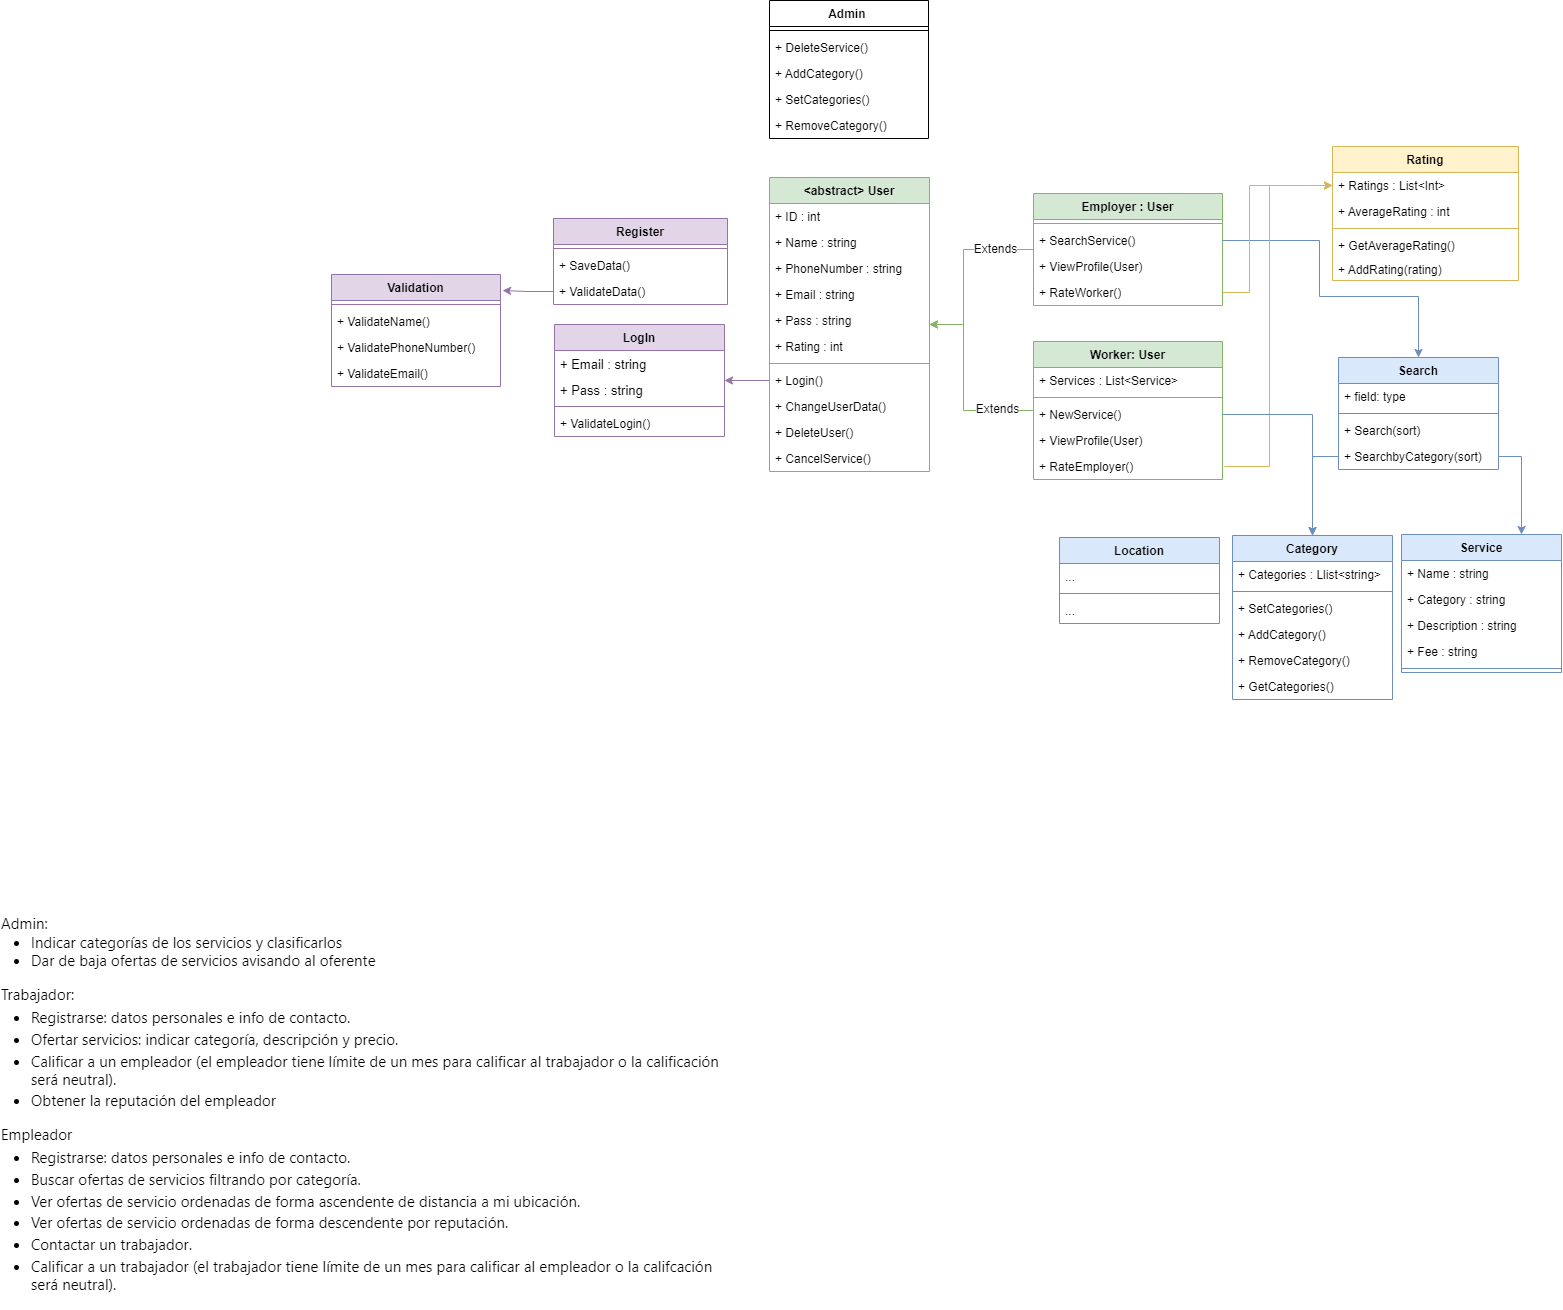 Admin
+ DeleteService()
+ AddCategory()
+ SetCategories()
+ RemoveCategory()
<abstract> User
+ ID : int
+ Name : string
+ PhoneNumber : string
+ Email : string
+ Pass : string
+ Rating : int
+ Login()
+ ChangeUserData()
+ DeleteUser()
+ CancelService()
Register
+ SaveData()
+ ValidateData()
Validation
+ ValidateName()
+ ValidatePhoneNumber()
+ ValidateEmail()
LogIn
+ Email : string
+ Pass : string
+ ValidateLogin()
Extends
Extends
Employer : User
+ SearchService()
+ ViewProfile(User)
+ RateWorker()
Worker: User
+ Services : List<Service>
+ NewService()
+ ViewProfile(User)
+ RateEmployer()
Rating
+ Ratings : List<Int>
+ AverageRating : int
+ GetAverageRating()
+ AddRating(rating)
Search
+ field: type
+ Search(sort)
+ SearchbyCategory(sort)
Location
...
...
Category
+ Categories : Llist<string>
+ SetCategories()
+ AddCategory()
+ RemoveCategory()
+ GetCategories()
Service
+ Name : string
+ Category : string
+ Description : string
+ Fee : string
Admin:
• Indicar categorías de los servicios y clasificarlos
• Dar de baja ofertas de servicios avisando al oferente
Trabajador:
• Registrarse: datos personales e info de contacto.
• Ofertar servicios: indicar categoría, descripción y precio.
• Calificar a un empleador (el empleador tiene límite de un mes para calificar al trabajador o la calificación
será neutral).
• Obtener la reputación del empleador
Empleador
• Registrarse: datos personales e info de contacto.
• Buscar ofertas de servicios filtrando por categoría.
• Ver ofertas de servicio ordenadas de forma ascendente de distancia a mi ubicación.
• Ver ofertas de servicio ordenadas de forma descendente por reputación.
• Contactar un trabajador.
• Calificar a un trabajador (el trabajador tiene límite de un mes para calificar al empleador o la califcación
será neutral).